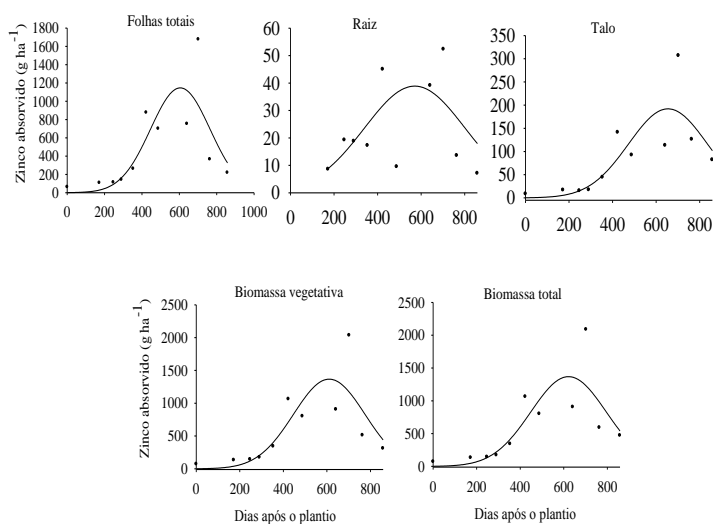 Folhas totais
Raiz
Talo
Zinco absorvido (g ha⁻¹)
1800
1600
1400
1200
1000
800
600
400
200
0
0 200 400 600 800 1000
60
50
40
30
20
10
0
0 200 400 600 800
350
300
250
200
150
100
50
0
0 200 400 600 800
Biomassa vegetativa
Biomassa total
Zinco absorvido (g ha⁻¹)
2500
2000
1500
1000
500
0
0 200 400 600 800
2500
2000
1500
1000
500
0
0 200 400 600 800
Dias após o plantio
Dias após o plantio